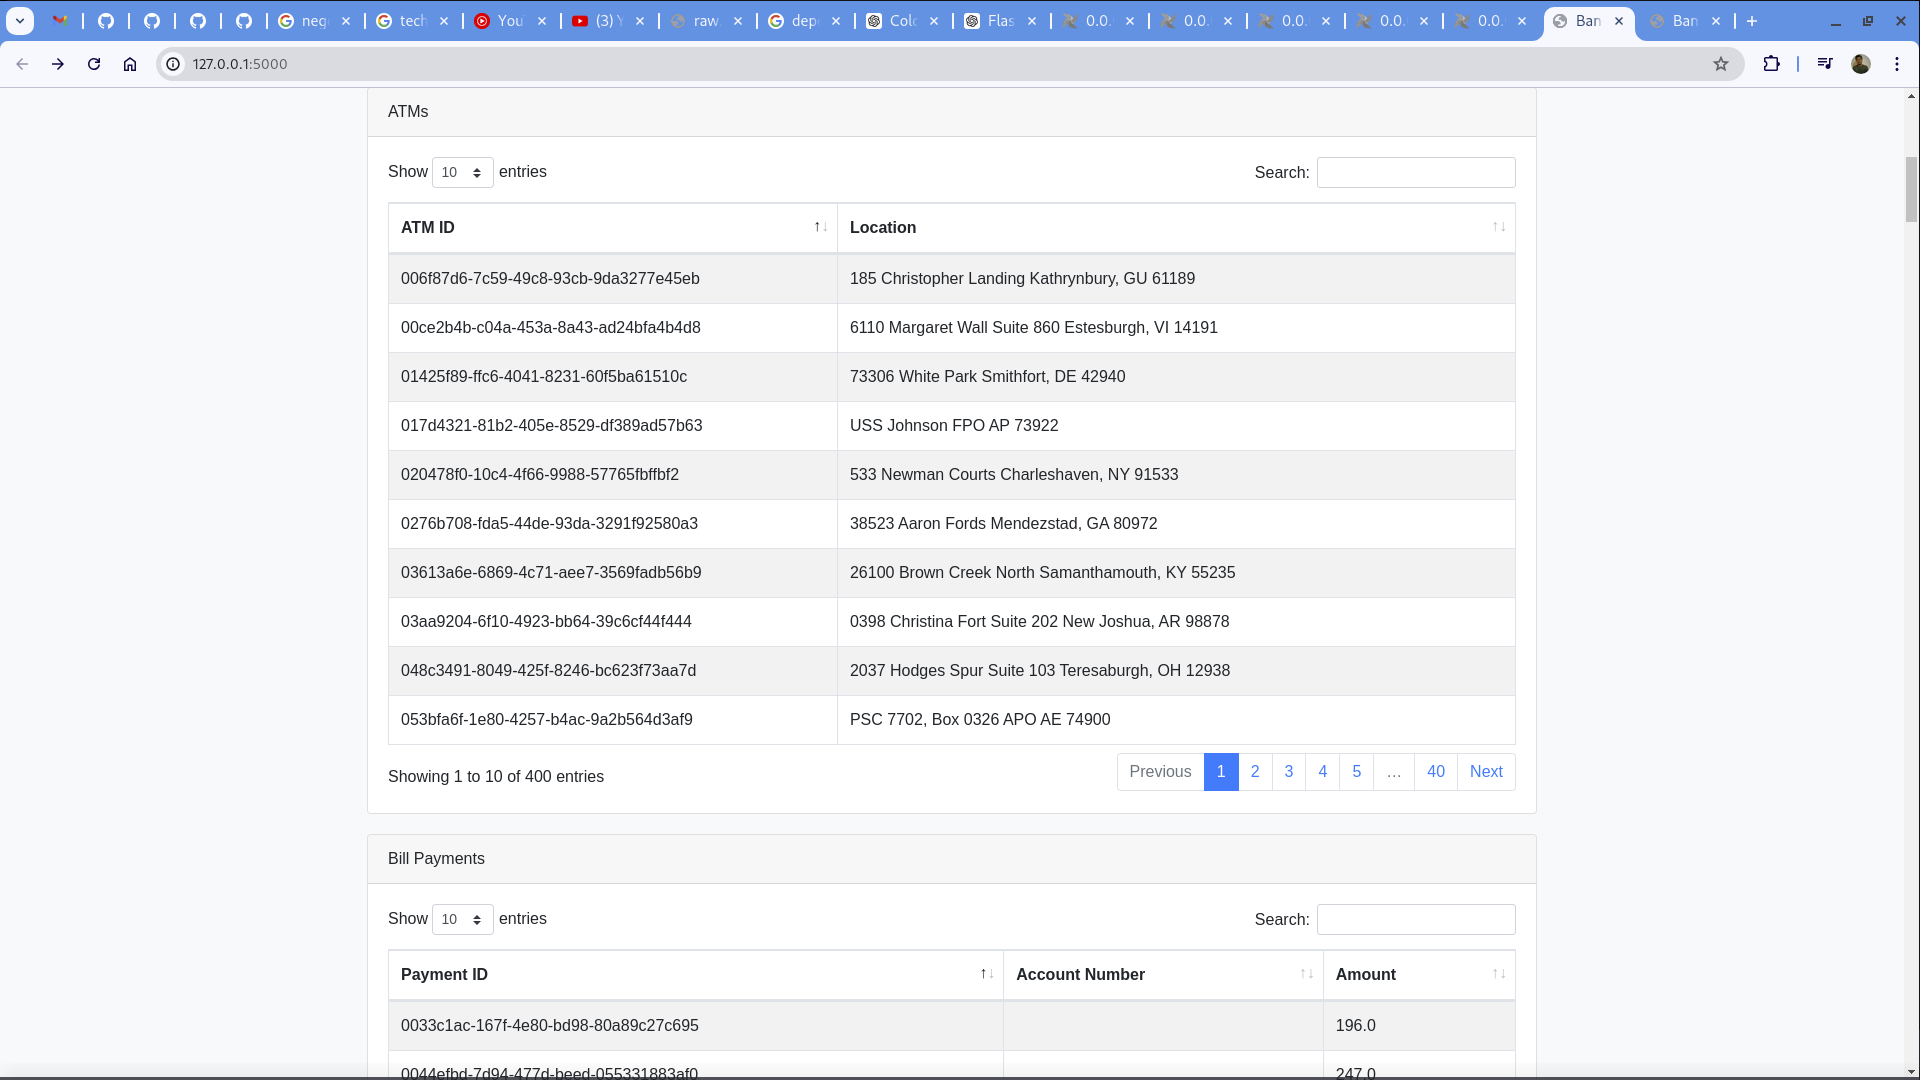 neg
tech
You
(3) Y
raw.
dep
Colo
Flas
0.0.
0.0.
0.0.
0.0.
0.0.
Ban
Ban
127.0.0.1:5000
ATMs
Show 10 entries
Search:
ATM ID Location
006f87d6-7c59-49c8-93cb-9da3277e45eb 185 Christopher Landing Kathrynbury, GU 61189
00ce2b4b-c04a-453a-8a43-ad24bfa4b4d8 6110 Margaret Wall Suite 860 Estesburgh, VI 14191
01425f89-ffc6-4041-8231-60f5ba61510c 73306 White Park Smithfort, DE 42940
017d4321-81b2-405e-8529-df389ad57b63 USS Johnson FPO AP 73922
020478f0-10c4-4f66-9988-57765fbffbf2 533 Newman Courts Charleshaven, NY 91533
0276b708-fda5-44de-93da-3291f92580a3 38523 Aaron Fords Mendezstad, GA 80972
03613a6e-6869-4c71-aee7-3569fadb56b9 26100 Brown Creek North Samanthamouth, KY 55235
03aa9204-6f10-4923-bb64-39c6cf44f444 0398 Christina Fort Suite 202 New Joshua, AR 98878
048c3491-8049-425f-8246-bc623f73aa7d 2037 Hodges Spur Suite 103 Teresaburgh, OH 12938
053bfa6f-1e80-4257-b4ac-9a2b564d3af9 PSC 7702, Box 0326 APO AE 74900
Showing 1 to 10 of 400 entries
Previous 1 2 3 4 5 … 40 Next
Bill Payments
Show 10 entries
Search:
Payment ID Account Number Amount
0033c1ac-167f-4e80-bd98-80a89c27c695 196.0
0044efbd-7d94-477d-beed-055331883af0 247.0